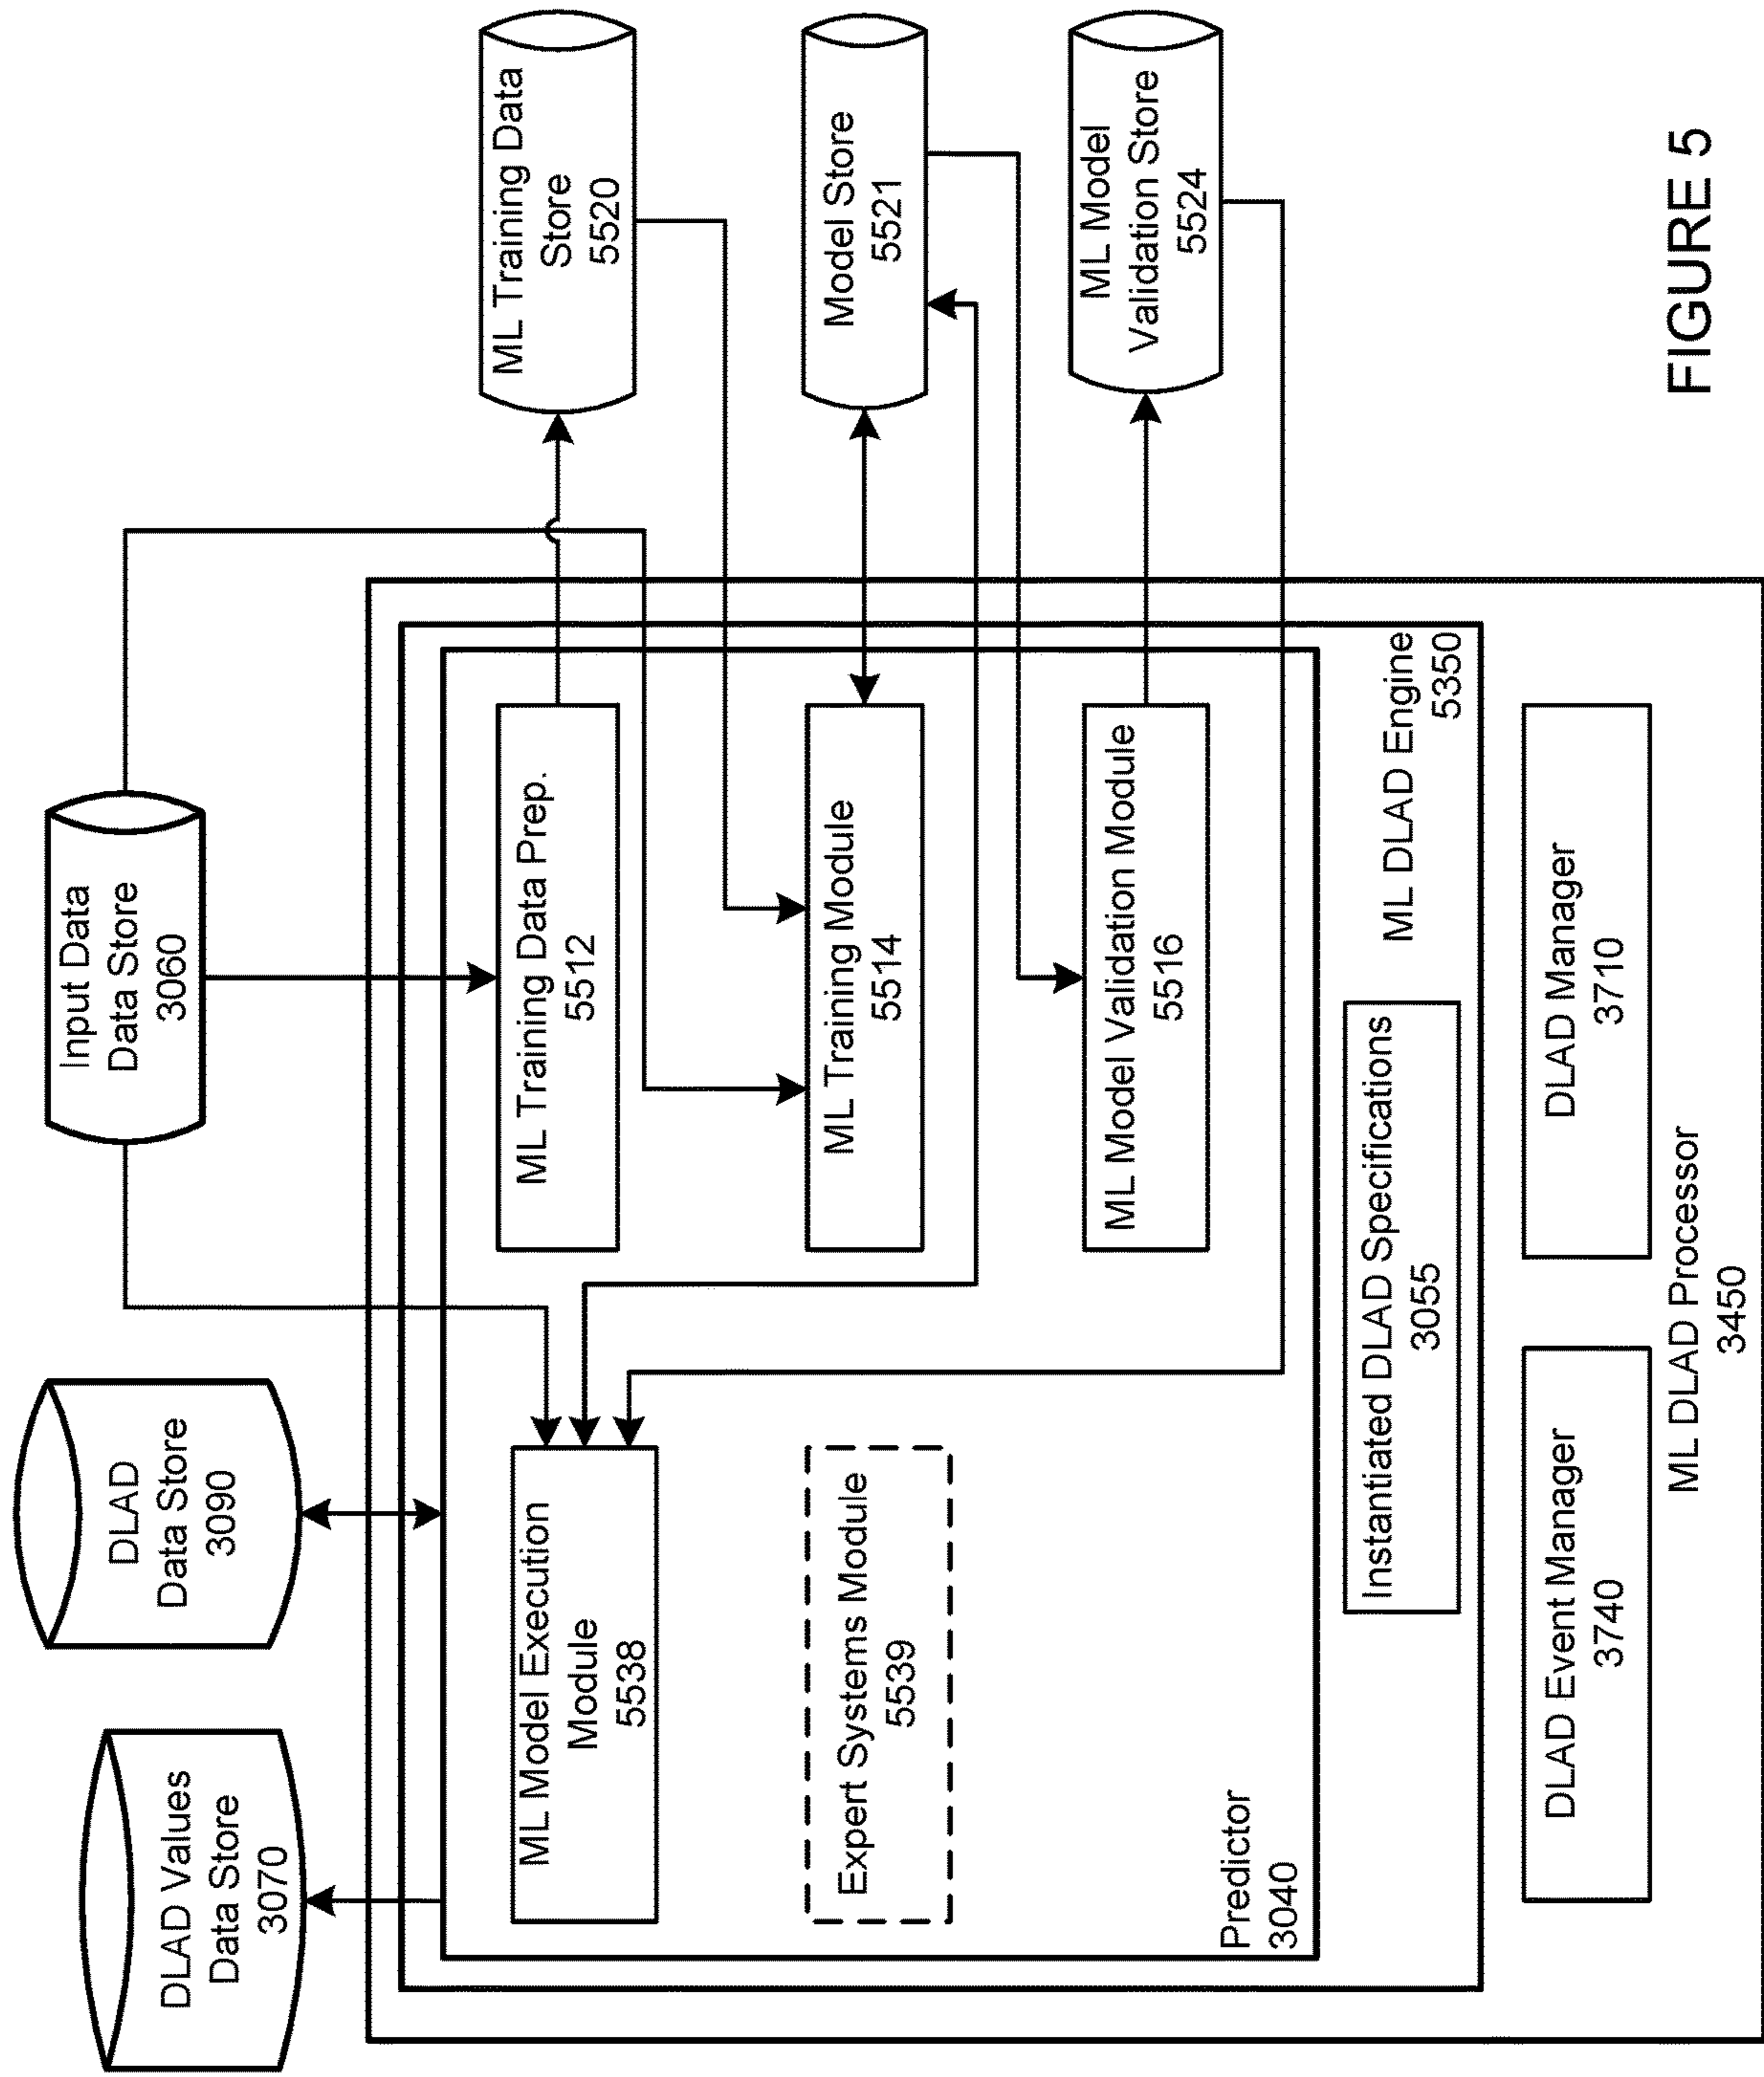 DLAD Values
Data Store
3070
DLAD
Data Store
3090
Input Data
Data Store
3060
ML Model Execution
Module
5538
ML Training Data Prep.
5512
ML Training Data
Store
5520
Expert Systems Module
5539
ML Training Module
5514
Model Store
5521
ML Model Validation Module
5516
ML Model
Validation Store
5524
Predictor
3040
Instantiated DLAD Specifications
3055
ML DLAD Engine
5350
DLAD Event Manager
3740
DLAD Manager
3710
ML DLAD Processor
3450
FIGURE 5